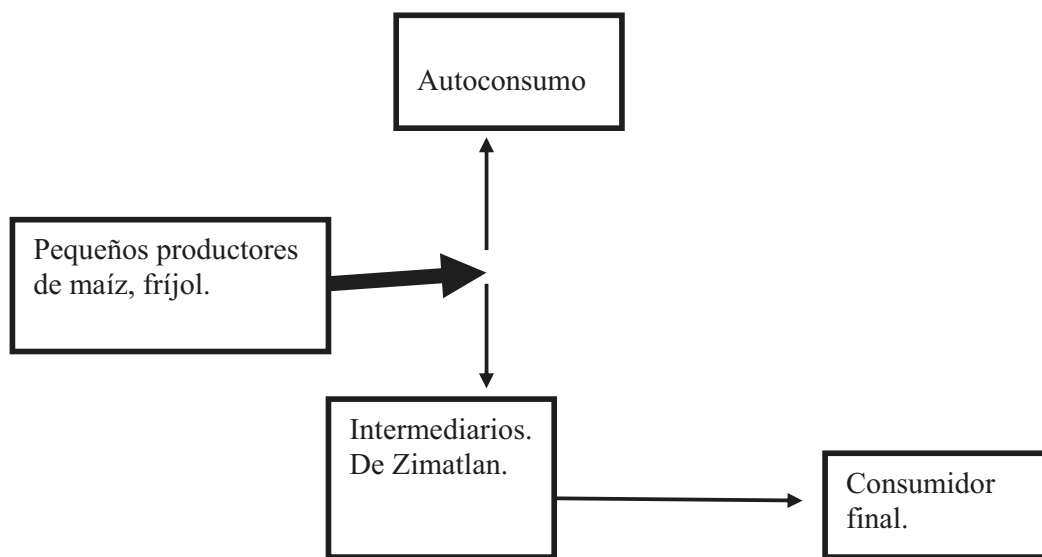 Autoconsumo
Pequeños productores
de maíz, fríjol.
Intermediarios.
De Zimatlan.
Consumidor
final.